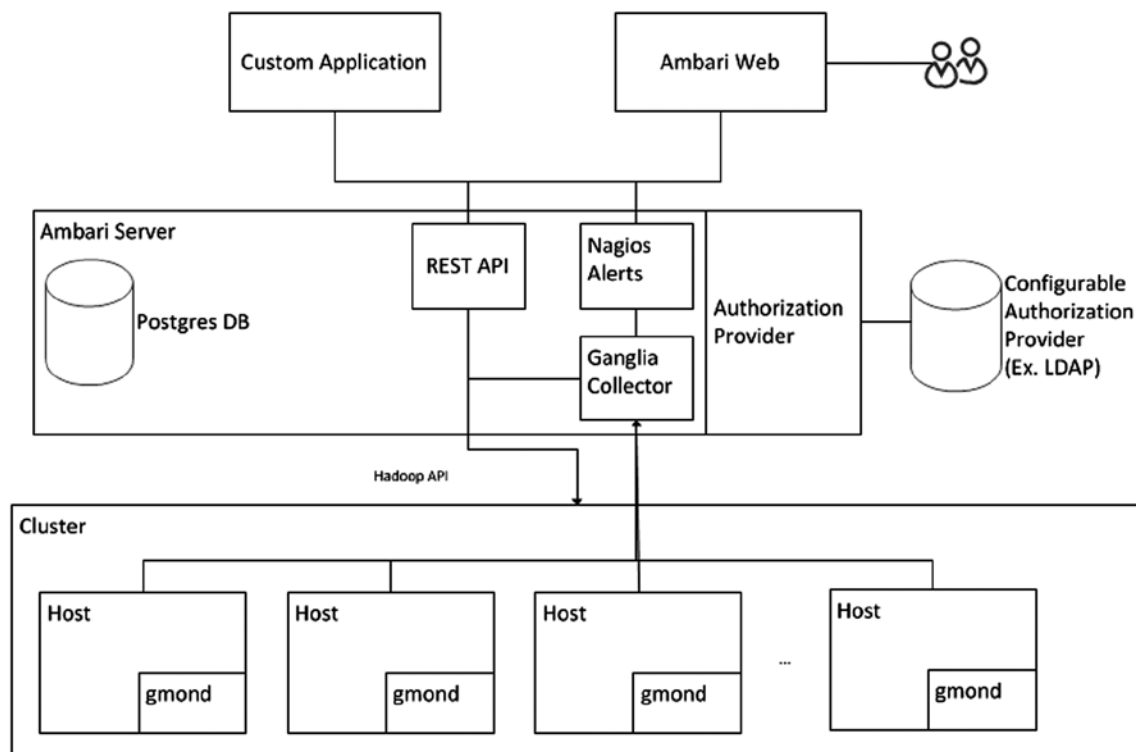 Custom Application
Ambari Web
Ambari Server
Postgres DB
REST API
Nagios
Alerts
Ganglia
Collector
Authorization
Provider
Configurable
Authorization
Provider
(Ex. LDAP)
Hadoop API
Cluster
Host
gmond
Host
gmond
Host
gmond
...
Host
gmond